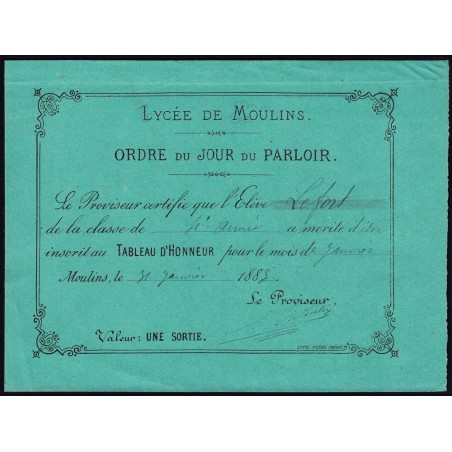 LYCÉE DE MOULINS.
ORDRE DU JOUR DU PARLOIR.
Le Proviseur certifie que l'Elève Lefort
de la classe de 4e Année a mérité d'être
inscrit au TABLEAU D'HONNEUR pour le mois de Janvier
Moulins, le 31 Janvier 1883
Le Proviseur,
Valeur: UNE SORTIE.